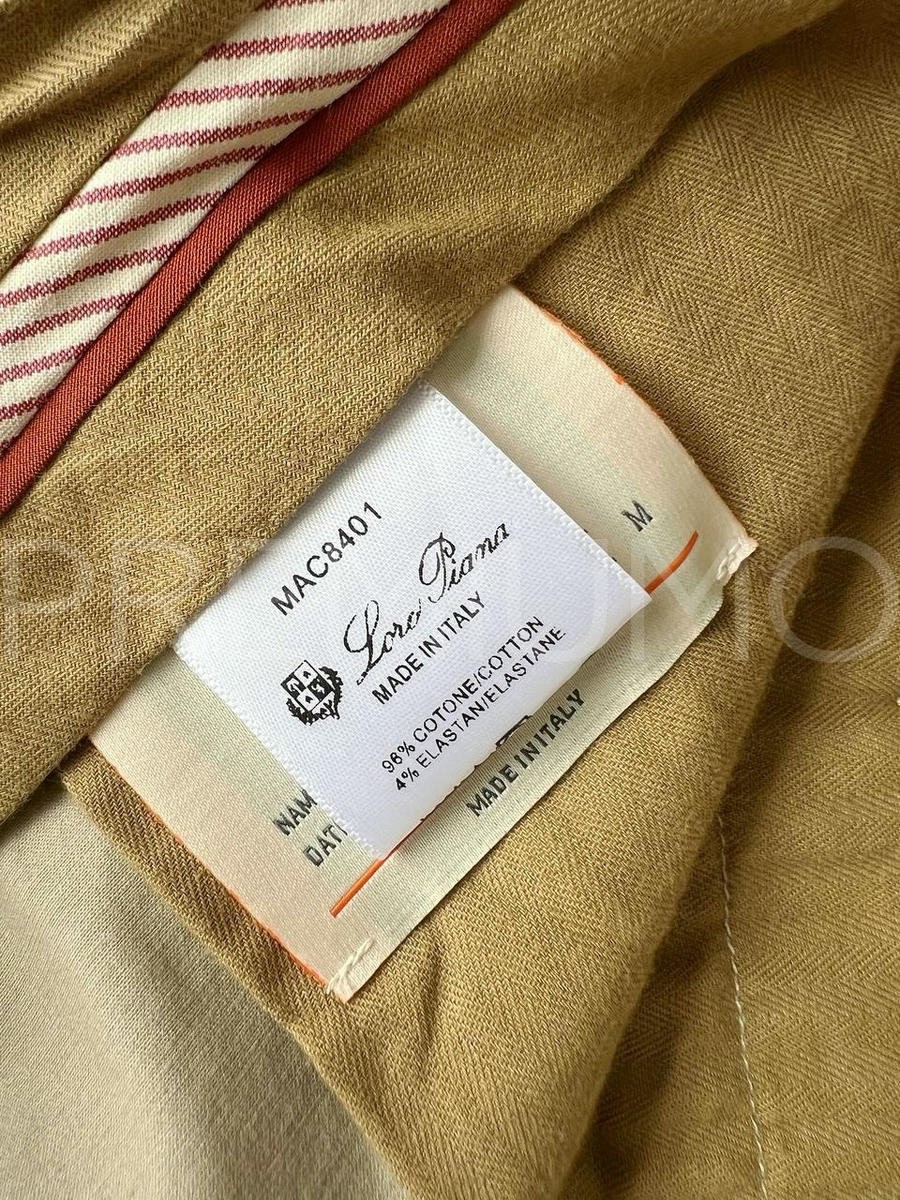 MAC8401
Loro Piana
MADE IN ITALY
96% COTONE/COTTON
4% ELASTAN/ELASTANE
M
MADE IN ITALY
NAM
DAT